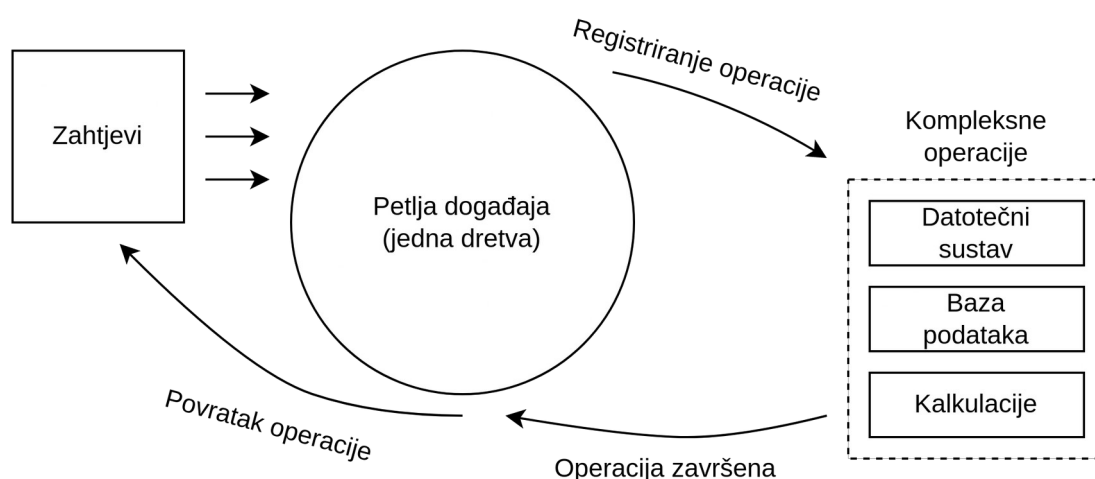 Registriranje operacije
Zahtjevi
Kompleksne
operacije
Petlja događaja
(jedna dretva)
Datotečni
sustav
Baza
podataka
Kalkulacije
Povratak operacije
Operacija završena